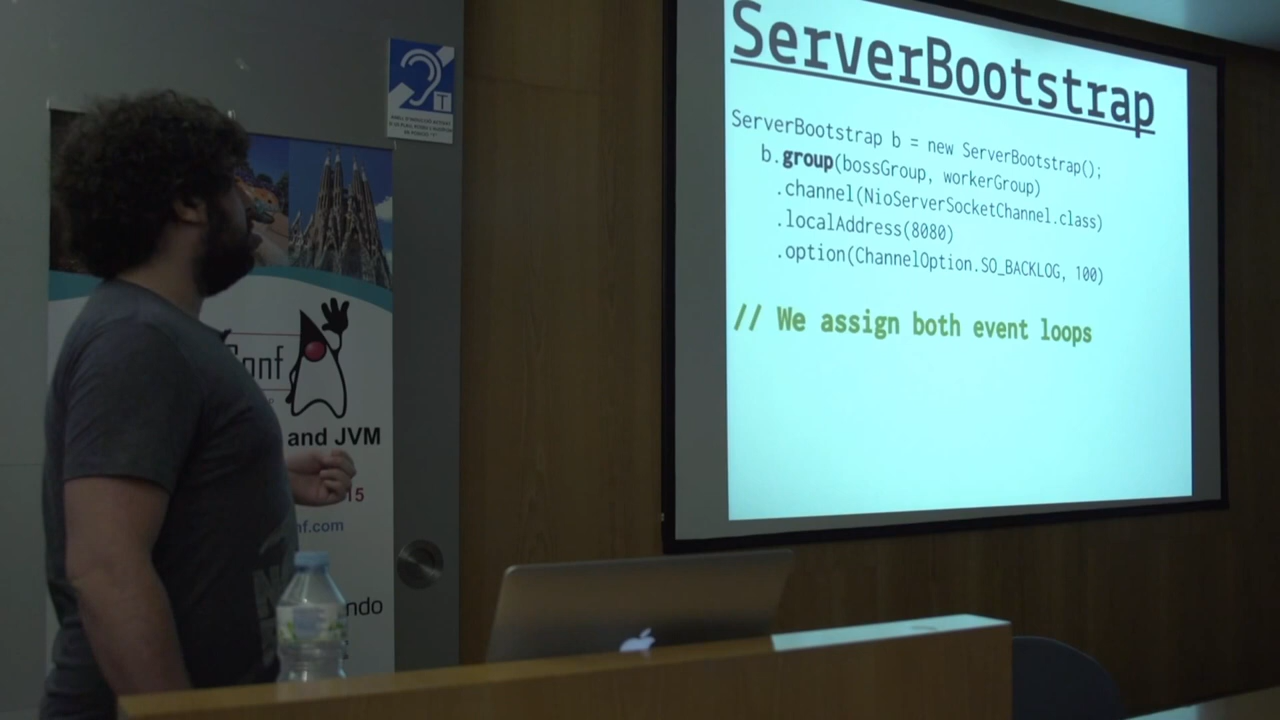 ServerBootstrap
ServerBootstrap b = new ServerBootstrap();
b.group(bossGroup, workerGroup)
.channel(NioServerSocketChannel.class)
.localAddress(8080)
.option(ChannelOption.SO_BACKLOG, 100)
// We assign both event loops
T
onf
and JVM
15
nf.com
ndo